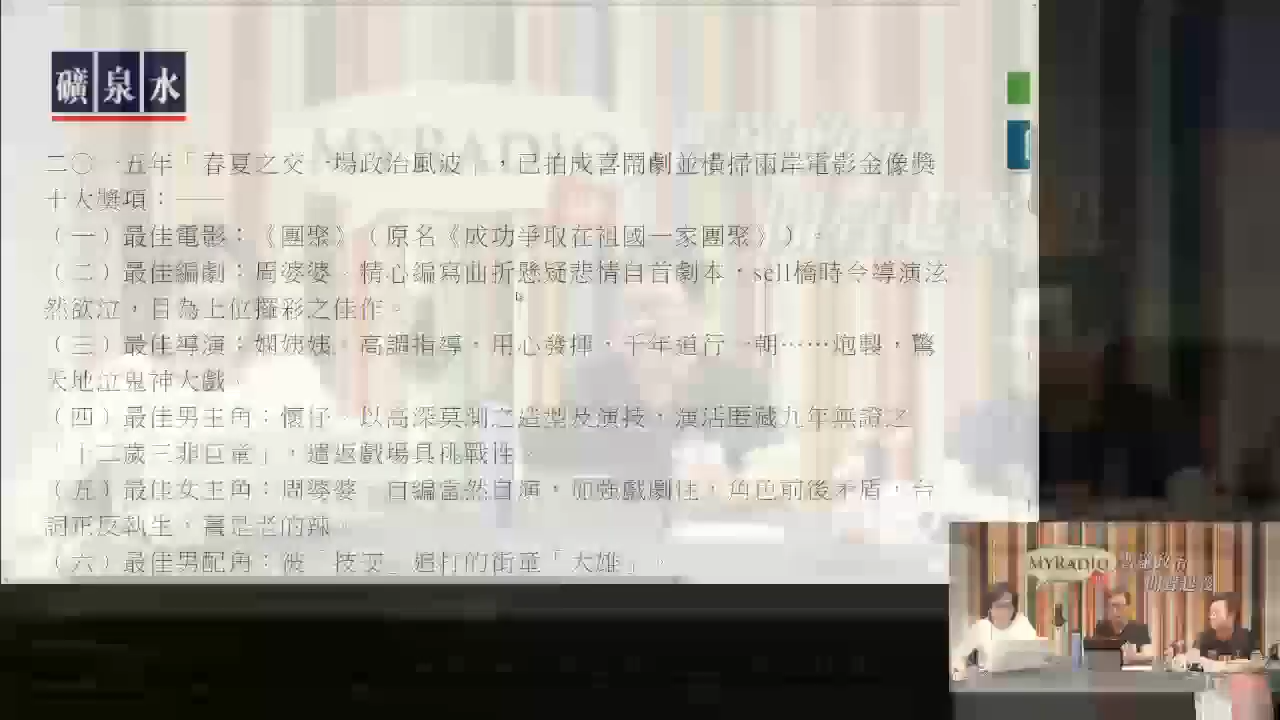 礦泉水
MYRADIO
二〇一五年「春夏之交一場政治風波」，已拍成喜鬧劇並橫掃兩岸電影金像獎
十大獎項：——
（一）最佳電影：《團聚》（原名《成功爭取在祖國一家團聚》）。
（二）最佳編劇：周婆婆。精心編寫曲折懸疑悲情自首劇本，sell橋時令導演泫
然欲泣，目為上位攞彩之佳作。
（三）最佳導演：嫻姨姨。高調指導，用心發揮，千年道行一朝……炮製，驚
天地泣鬼神大戲。
（四）最佳男主角：懷仔。以高深莫測之造型及演技，演活匿藏九年無證之
「十二歲三非巨童」，遣返戲場具挑戰性。
（五）最佳女主角：周婆婆。自編當然自演，加強戲劇性，角色前後矛盾，台
詞正反執生，薑是老的辣。
（六）最佳男配角：被「技安」追打的街童「大雄」。
MYRADIO